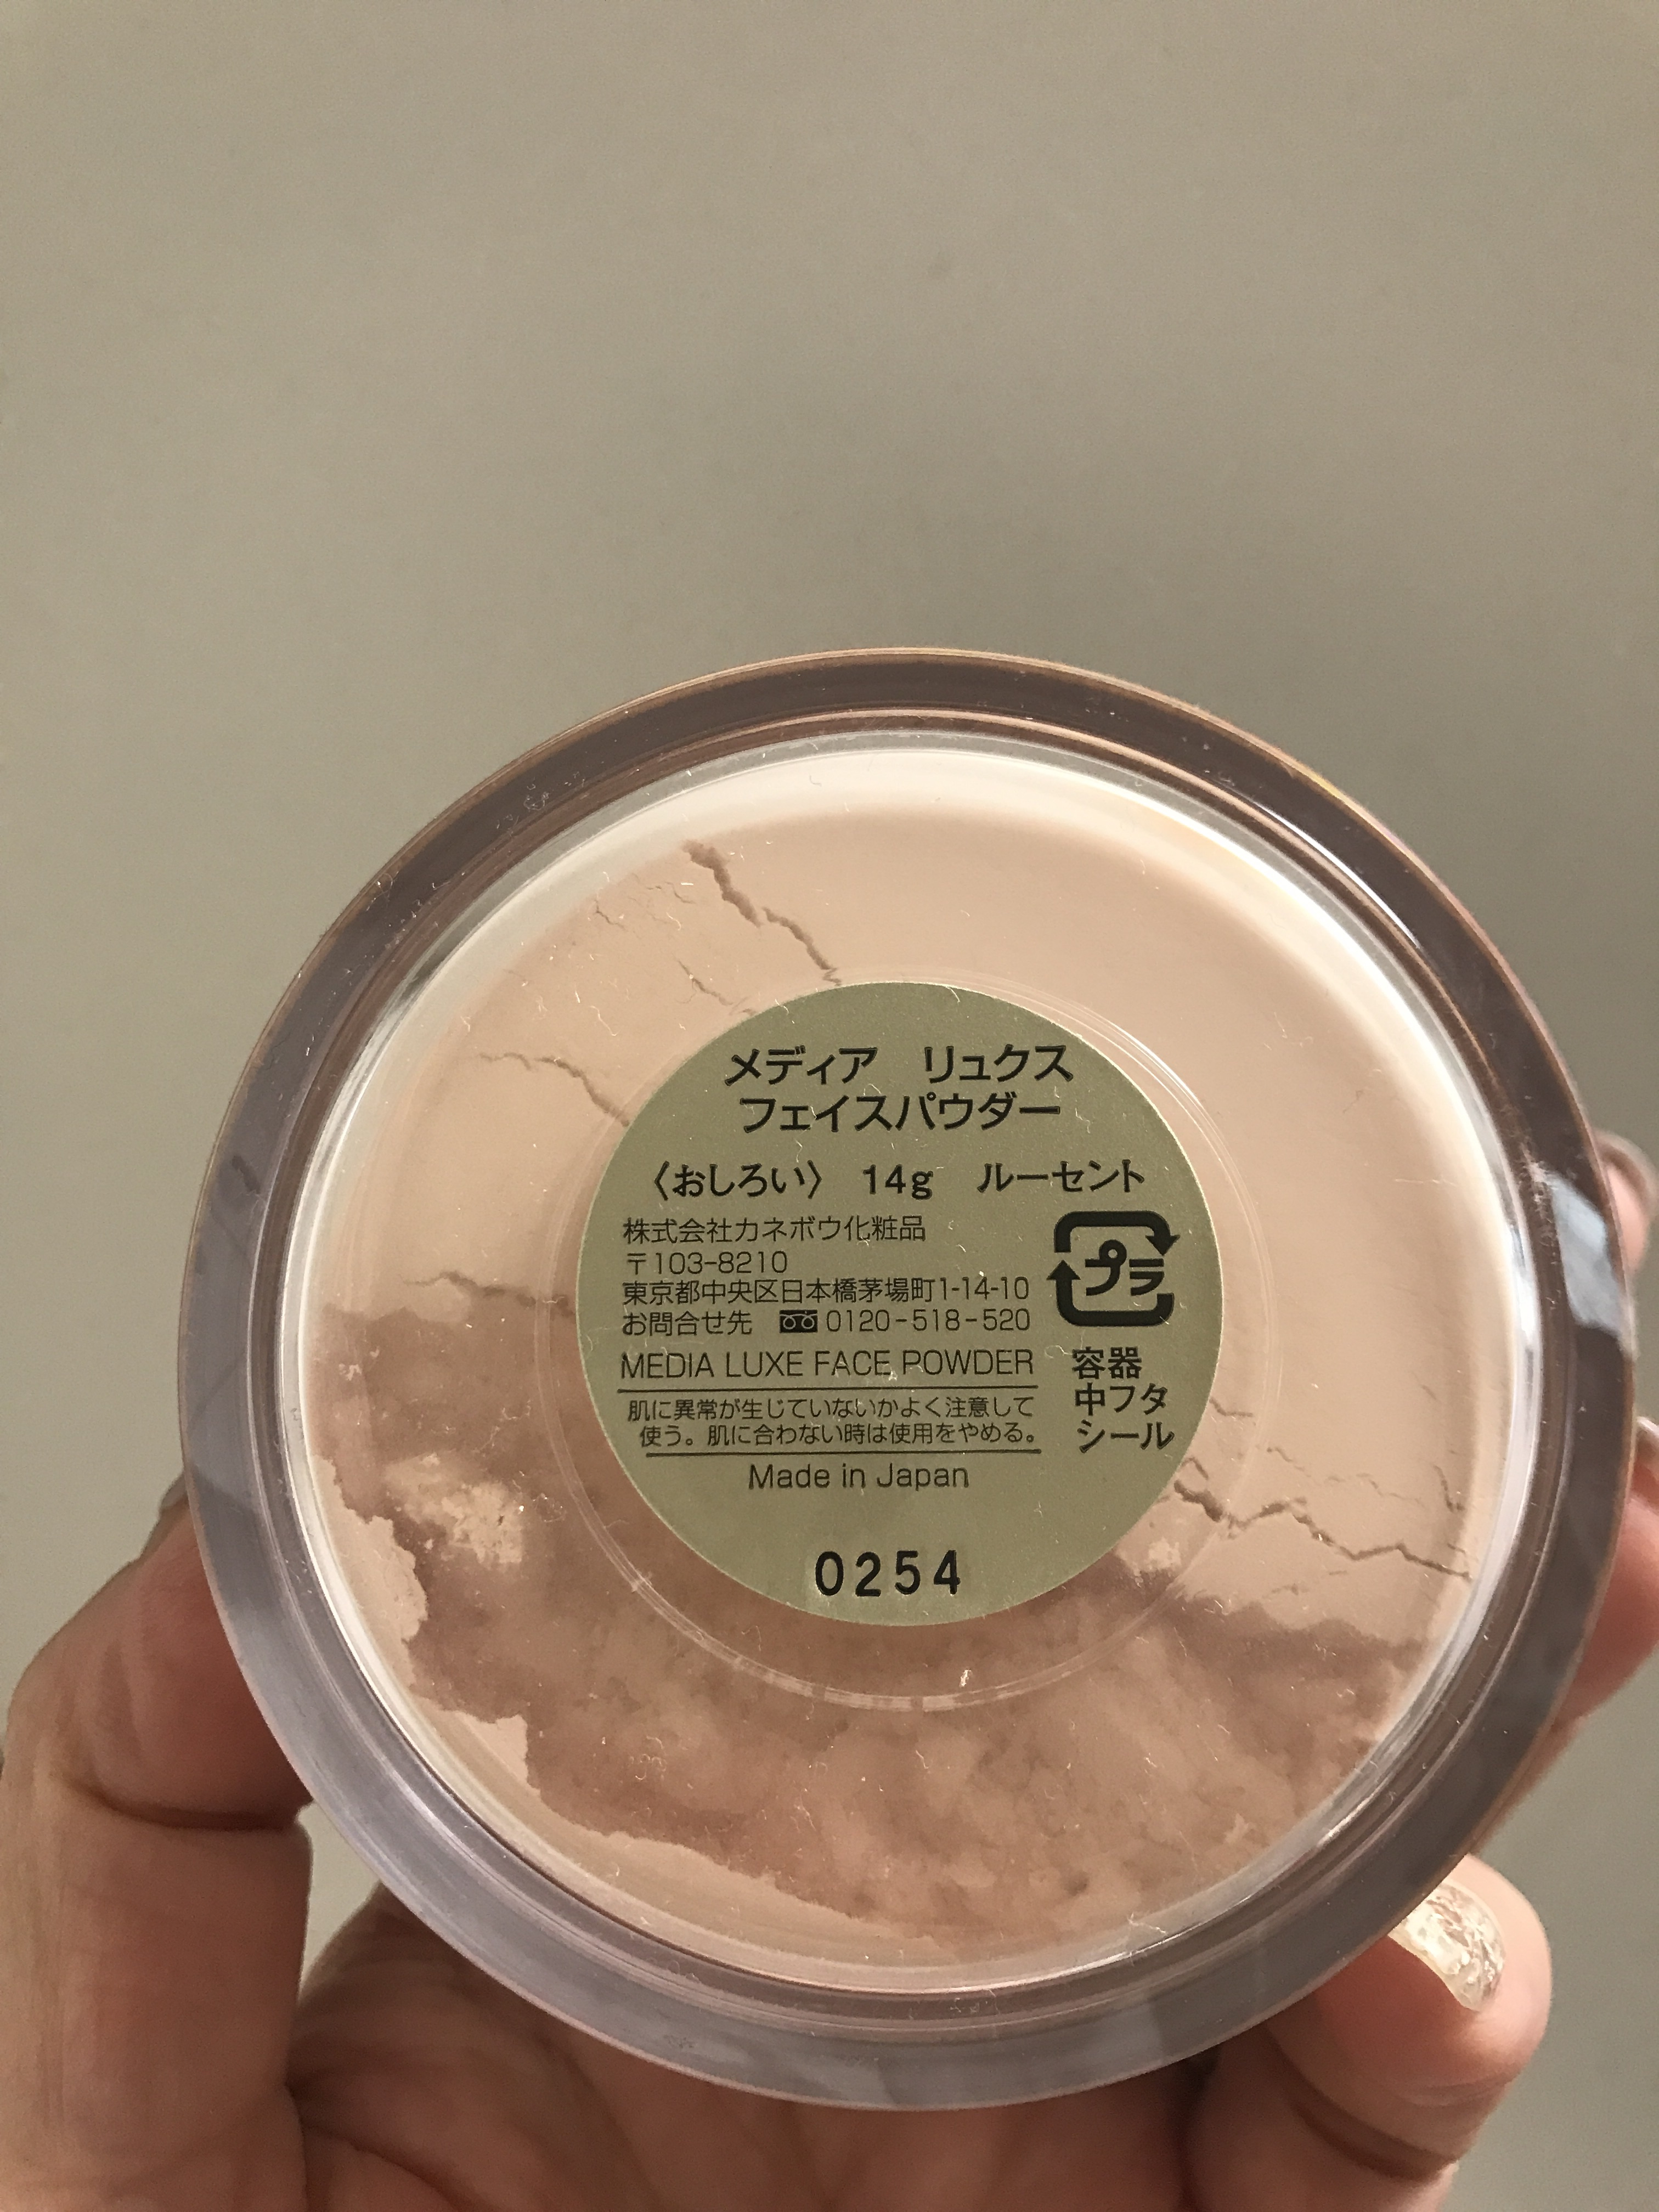 メディア リュクス
フェイスパウダー
〈おしろい〉 14g ルーセント
株式会社カネボウ化粧品
〒103-8210
東京都中央区日本橋茅場町1-14-10
お問合せ先 0120-518-520
MEDIA LUXE FACE POWDER
肌に異常が生じていないかよく注意して
使う。肌に合わない時は使用をやめる。
Made in Japan
プラ
容器
中フタ
シール
0254